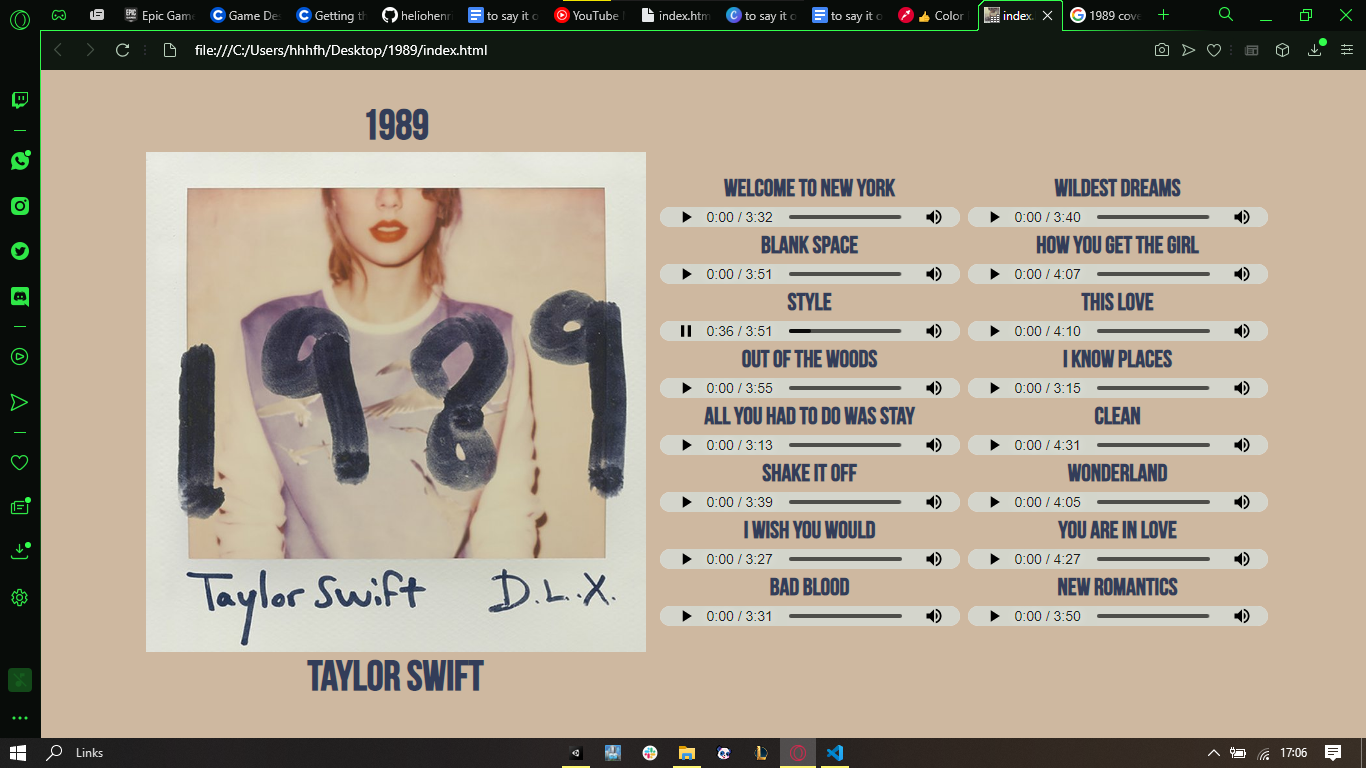 Epic Game
Game Des
Getting th
heliohenri
to say it o
YouTube
index.htm
to say it o
to say it o
Color
index.
1989 cove
file:///C:/Users/hhhfh/Desktop/1989/index.html
1989
1989
Taylor Swift D.L.X.
TAYLOR SWIFT
WELCOME TO NEW YORK
0:00 / 3:32
BLANK SPACE
0:00 / 3:51
STYLE
0:36 / 3:51
OUT OF THE WOODS
0:00 / 3:55
ALL YOU HAD TO DO WAS STAY
0:00 / 3:13
SHAKE IT OFF
0:00 / 3:39
I WISH YOU WOULD
0:00 / 3:27
BAD BLOOD
0:00 / 3:31
WILDEST DREAMS
0:00 / 3:40
HOW YOU GET THE GIRL
0:00 / 4:07
THIS LOVE
0:00 / 4:10
I KNOW PLACES
0:00 / 3:15
CLEAN
0:00 / 4:31
WONDERLAND
0:00 / 4:05
YOU ARE IN LOVE
0:00 / 4:27
NEW ROMANTICS
0:00 / 3:50
Links
17:06